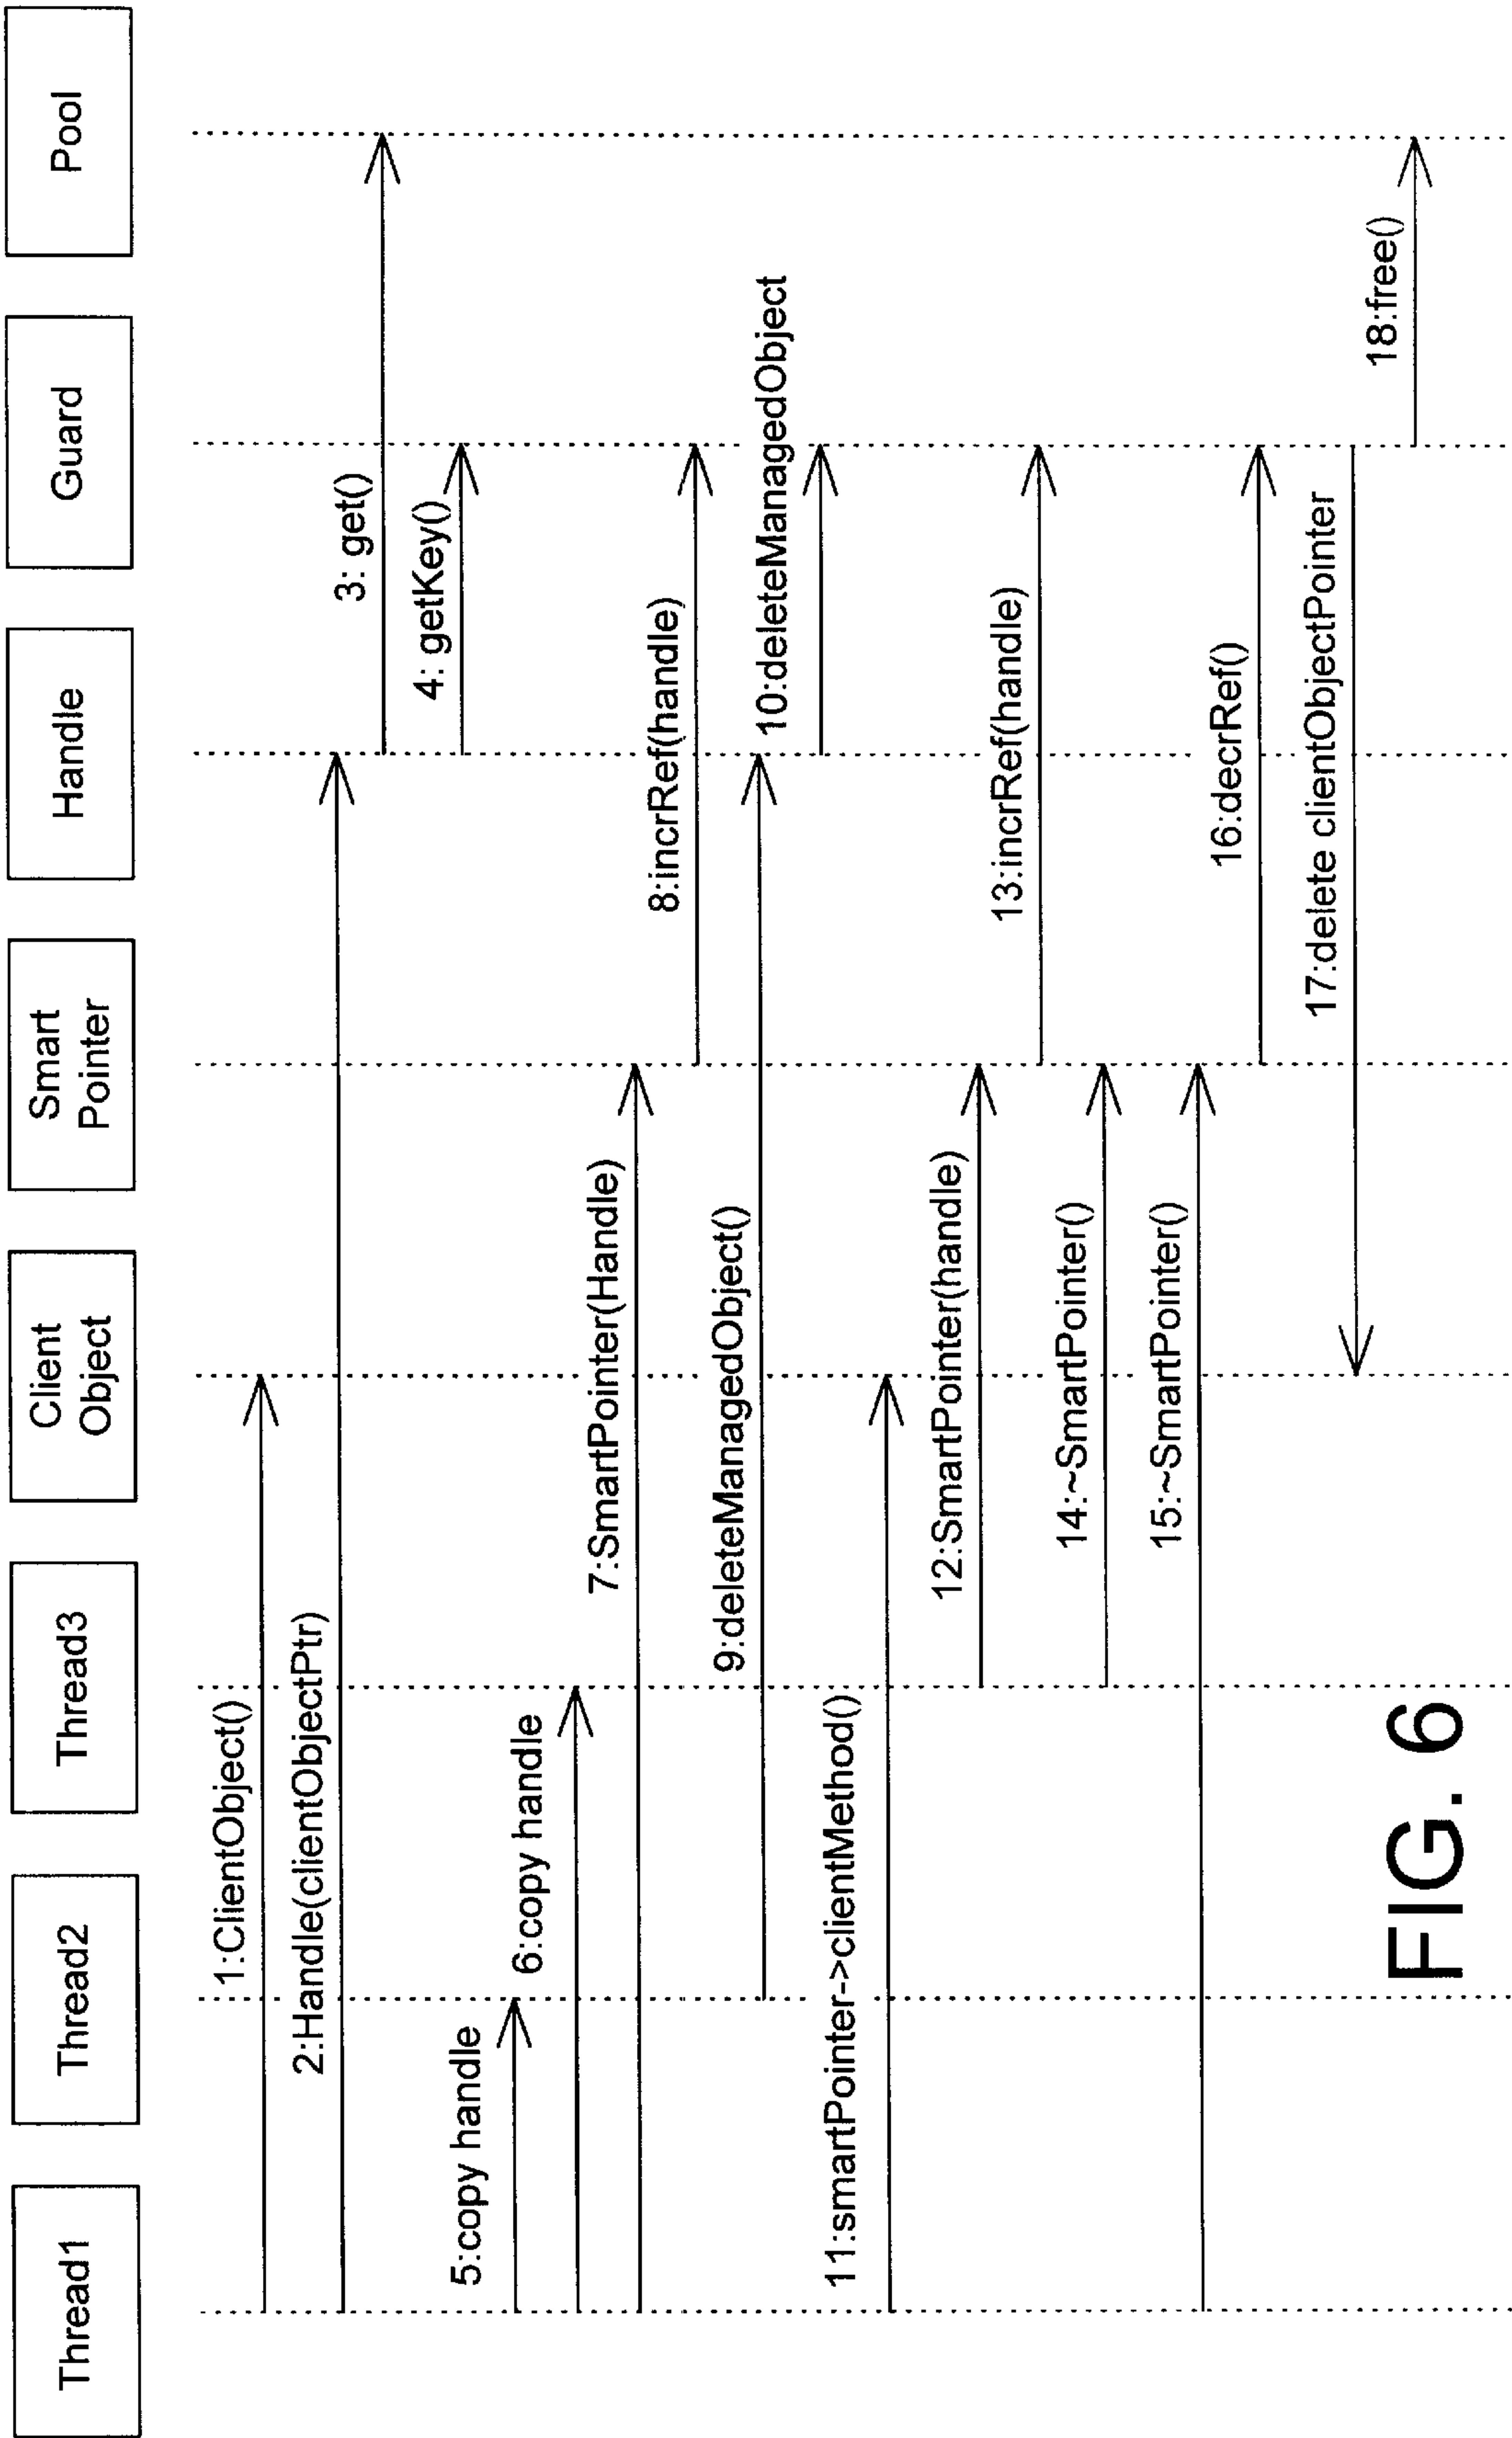 Thread1
Thread2
Thread3
Client
Object
Smart
Pointer
Handle
Guard
Pool
1:ClientObject()
2:Handle(clientObjectPtr)
3: get()
4: getKey()
5:copy handle
6:copy handle
7:SmartPointer(Handle)
8:incrRef(handle)
9:deleteManagedObject()
10:deleteManagedObject
11:smartPointer->clientMethod()
12:SmartPointer(handle)
13:incrRef(handle)
14:~SmartPointer()
15:~SmartPointer()
16:decrRef()
17:delete clientObjectPointer
18:free()
FIG. 6